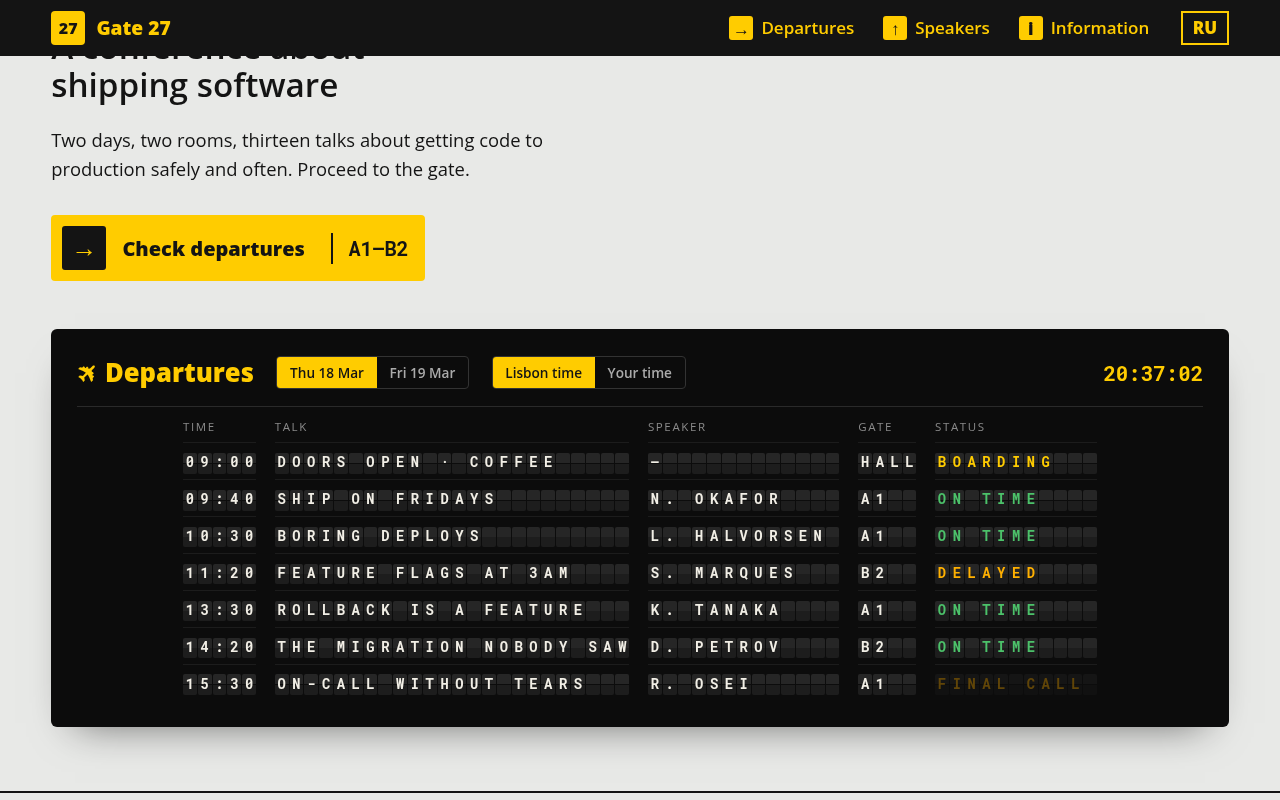 27 Gate 27 → Departures ↑ Speakers i Information RU
A conference about
shipping software
Two days, two rooms, thirteen talks about getting code to
production safely and often. Proceed to the gate.
→ Check departures A1–B2
✈ Departures Thu 18 Mar Fri 19 Mar Lisbon time Your time 20:37:02
TIME TALK SPEAKER GATE STATUS
09:00 DOORS OPEN · COFFEE — HALL BOARDING
09:40 SHIP ON FRIDAYS N. OKAFOR A1 ON TIME
10:30 BORING DEPLOYS L. HALVORSEN A1 ON TIME
11:20 FEATURE FLAGS AT 3AM S. MARQUES B2 DELAYED
13:30 ROLLBACK IS A FEATURE K. TANAKA A1 ON TIME
14:20 THE MIGRATION NOBODY SAW D. PETROV B2 ON TIME
15:30 ON-CALL WITHOUT TEARS R. OSEI A1 FINAL CALL